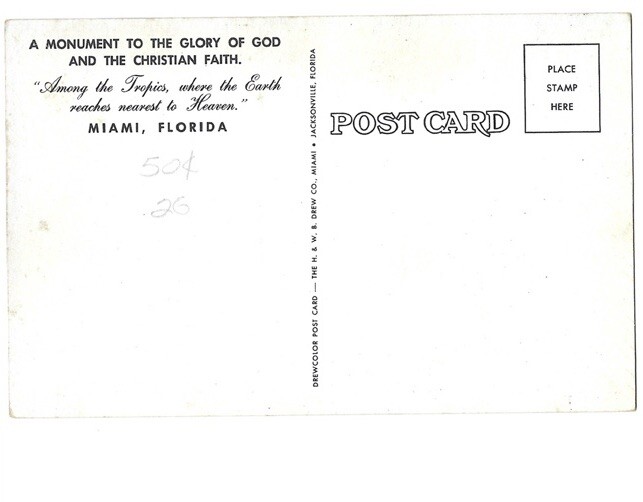 A MONUMENT TO THE GLORY OF GOD
AND THE CHRISTIAN FAITH.
"Among the Tropics, where the Earth
reaches nearest to Heaven."
MIAMI, FLORIDA
50¢
.26
DREWCOLOR POST CARD — THE H. & W. B. DREW CO., MIAMI • JACKSONVILLE, FLORIDA
POST CARD
PLACE
STAMP
HERE